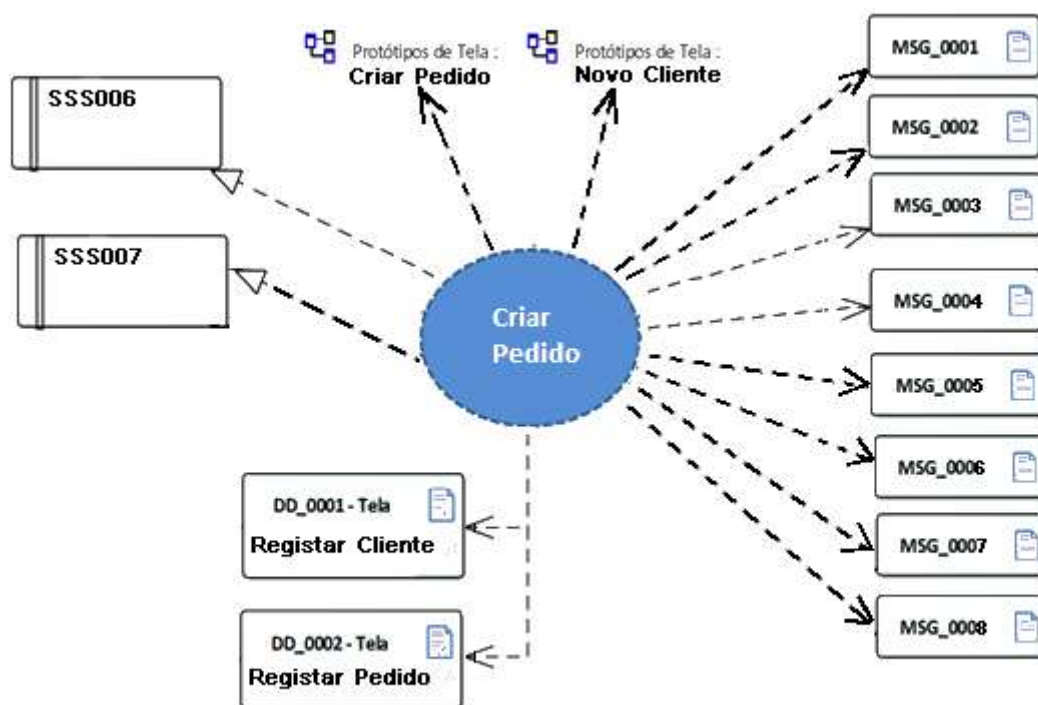 Protótipos de Tela :
Criar Pedido
Protótipos de Tela :
Novo Cliente
SSS006
SSS007
Criar
Pedido
MSG_0001
MSG_0002
MSG_0003
MSG_0004
MSG_0005
MSG_0006
MSG_0007
MSG_0008
DD_0001 - Tela
Registar Cliente
DD_0002 - Tela
Registar Pedido